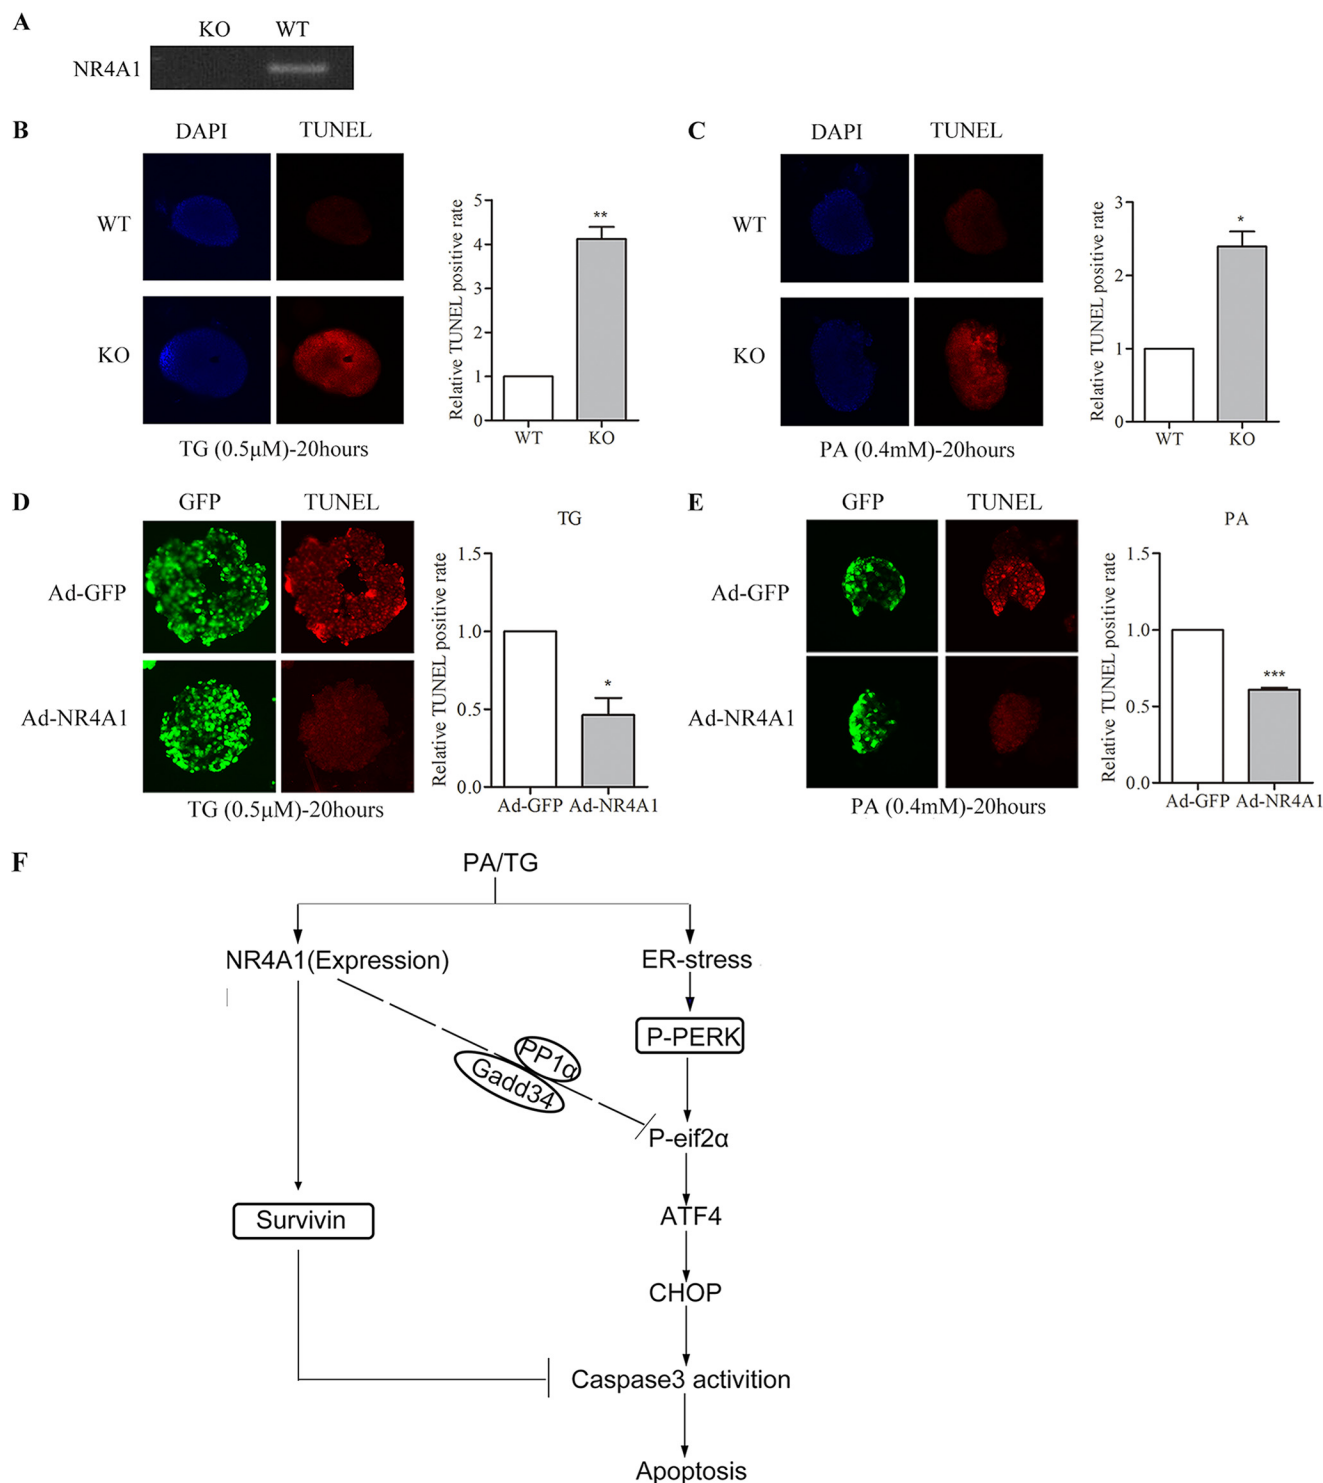 A
KO WT
NR4A1
B
DAPI TUNEL
WT
KO
TG (0.5μM)-20hours
Relative TUNEL positive rate
5
4
3
2
1
0
**
WT KO
C
DAPI TUNEL
WT
KO
PA (0.4mM)-20hours
Relative TUNEL positive rate
3
2
1
0
*
WT KO
D
GFP TUNEL
Ad-GFP
Ad-NR4A1
TG (0.5μM)-20hours
TG
Relative TUNEL positive rate
1.5
1.0
0.5
0.0
*
Ad-GFP Ad-NR4A1
E
GFP TUNEL
Ad-GFP
Ad-NR4A1
PA (0.4mM)-20hours
PA
Relative TUNEL positive rate
1.5
1.0
0.5
0.0
***
Ad-GFP Ad-NR4A1
F
PA/TG
NR4A1(Expression)
ER-stress
P-PERK
PP1α
Gadd34
P-eif2α
ATF4
Survivin
CHOP
Caspase3 activition
Apoptosis